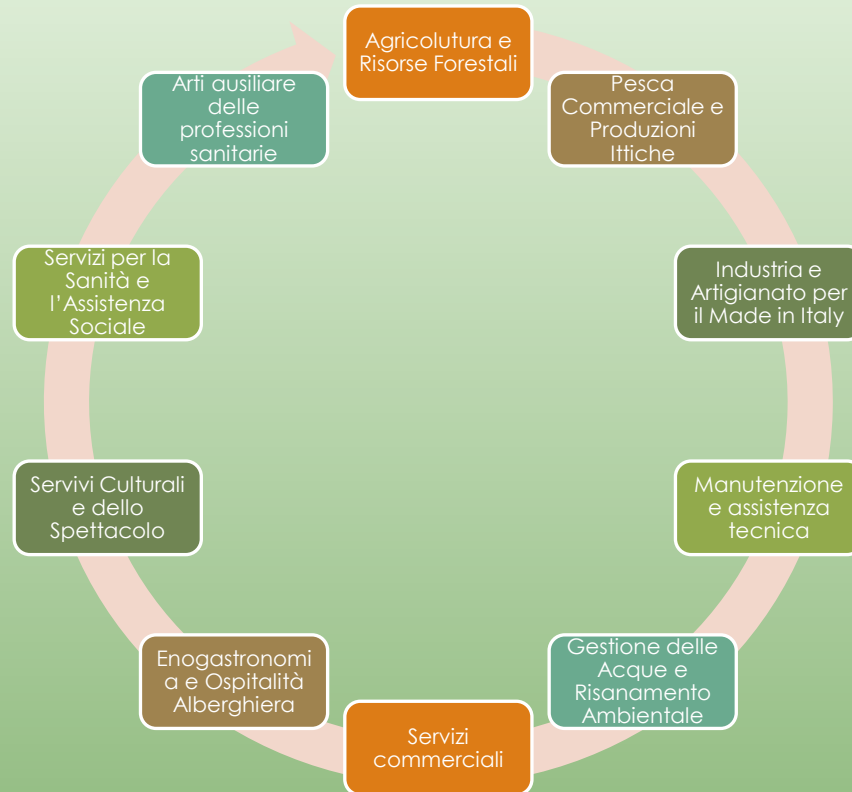 Agricolutura e
Risorse Forestali
Pesca
Commerciale e
Produzioni
Ittiche
Industria e
Artigianato per
il Made in Italy
Manutenzione
e assistenza
tecnica
Gestione delle
Acque e
Risanamento
Ambientale
Servizi
commerciali
Enogastronomi
a e Ospitalità
Alberghiera
Servivi Culturali
e dello
Spettacolo
Servizi per la
Sanità e
l’Assistenza
Sociale
Arti ausiliare
delle
professioni
sanitarie